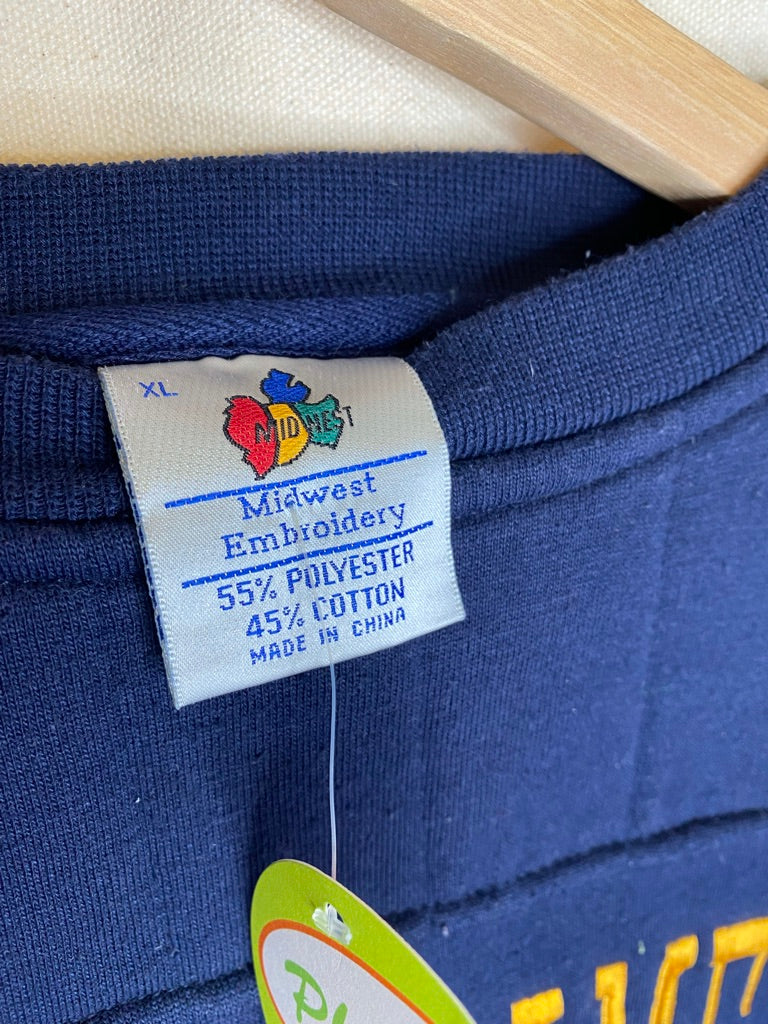 XL.
MIDWEST
Midwest
Embroidery
55% POLYESTER
45% COTTON
MADE IN CHINA